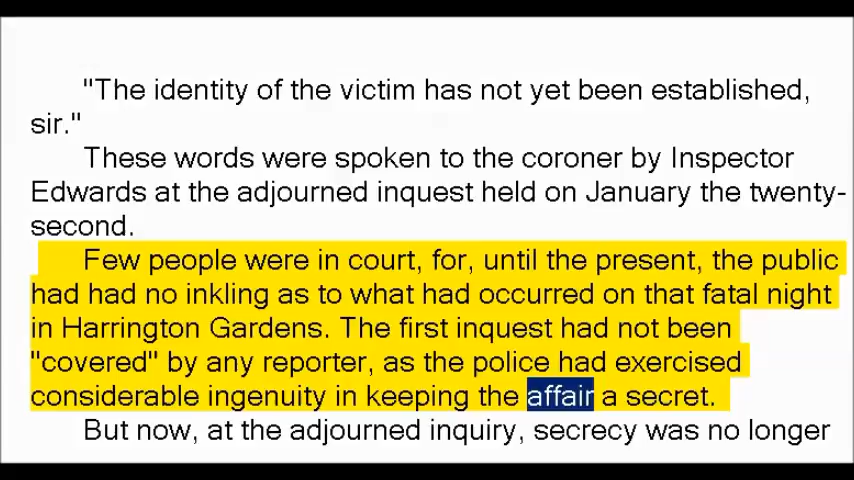 "The identity of the victim has not yet been established,
sir."
These words were spoken to the coroner by Inspector
Edwards at the adjourned inquest held on January the twenty-
second.
Few people were in court, for, until the present, the public
had had no inkling as to what had occurred on that fatal night
in Harrington Gardens. The first inquest had not been
"covered" by any reporter, as the police had exercised
considerable ingenuity in keeping the affair a secret.
But now, at the adjourned inquiry, secrecy was no longer